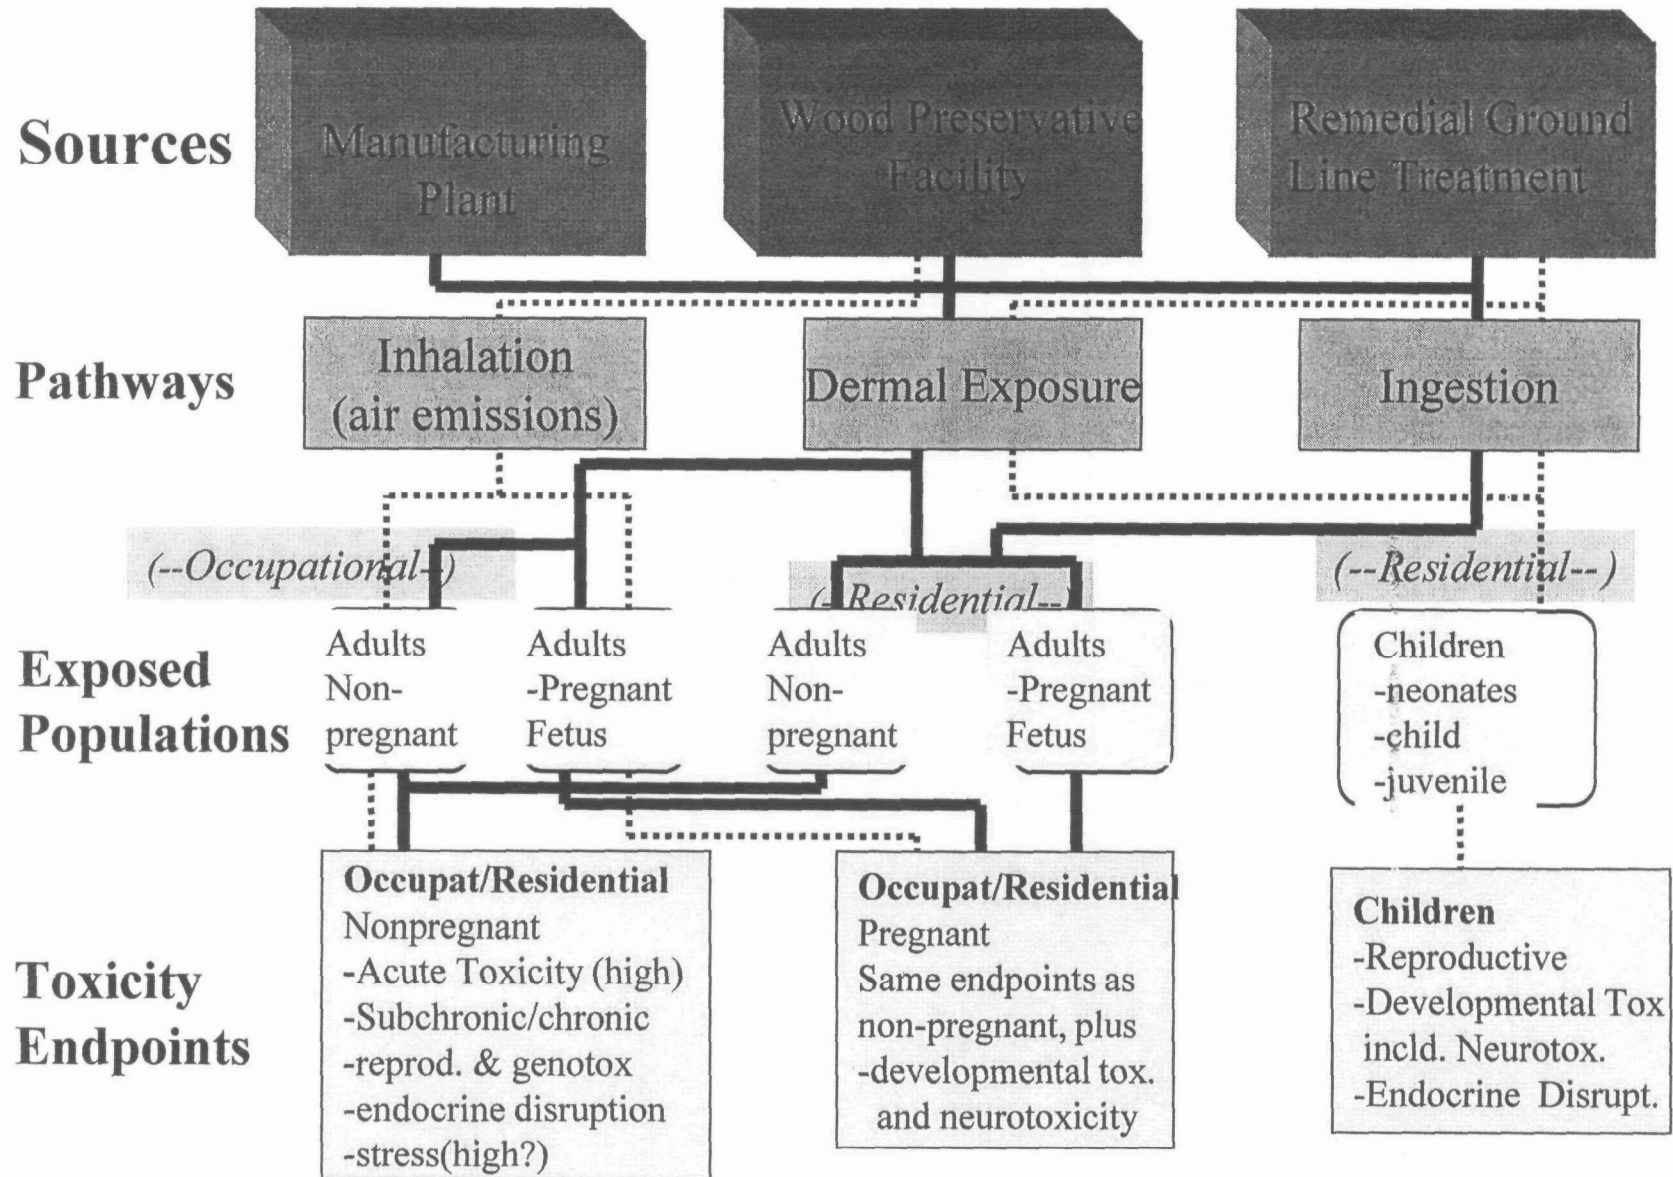 Sources
Manufacturing
Plant
Wood Preservative
Facility
Remedial Ground
Line Treatment
Pathways
Inhalation
(air emissions)
Dermal Exposure
Ingestion
(--Occupational--)
(--Residential--)
(--Residential--)
Exposed
Populations
Adults
Non-
pregnant
Adults
-Pregnant
Fetus
Adults
Non-
pregnant
Adults
-Pregnant
Fetus
Children
-neonates
-child
-juvenile
Toxicity
Endpoints
Occupat/Residential
Nonpregnant
-Acute Toxicity (high)
-Subchronic/chronic
-reprod. & genotox
-endocrine disruption
-stress(high?)
Occupat/Residential
Pregnant
Same endpoints as
non-pregnant, plus
-developmental tox.
and neurotoxicity
Children
-Reproductive
-Developmental Tox
incld. Neurotox.
-Endocrine Disrupt.